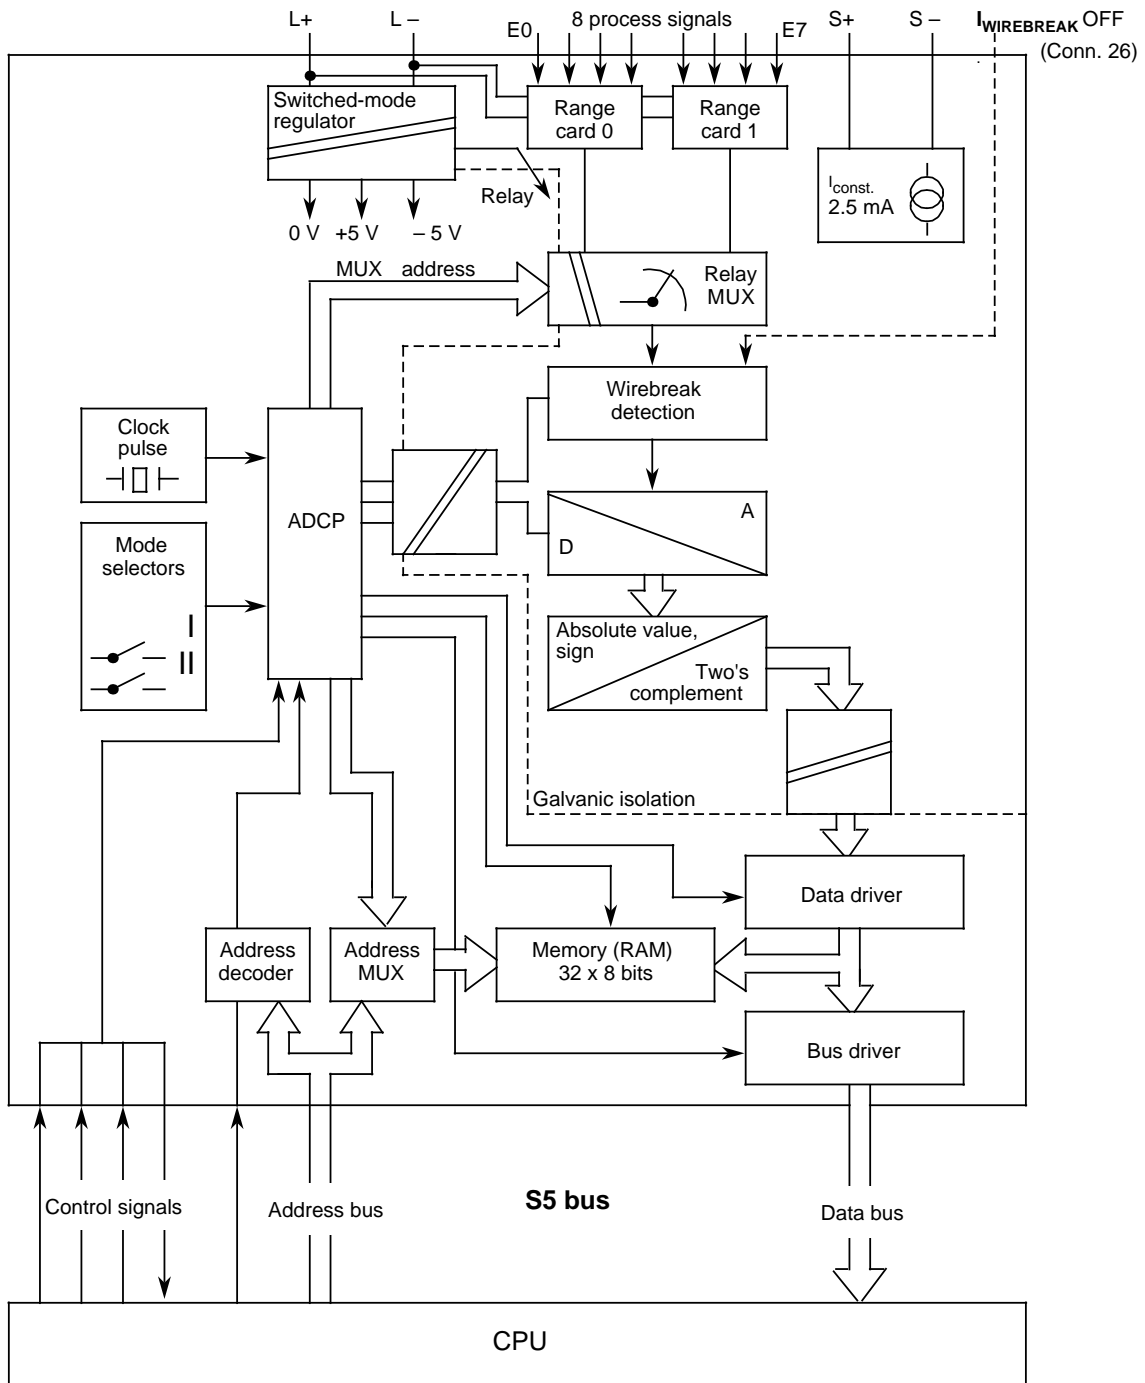 L+
L –
8 process signals
E0
E7
S+
S –
IWIREBREAK OFF
(Conn. 26)
Switched-mode
regulator
Range
card 0
Range
card 1
Iconst.
2.5 mA
Relay
0 V
+5 V
– 5 V
MUX address
Relay
MUX
Wirebreak
detection
Clock
pulse
ADCP
A
D
Mode
selectors
I
II
Absolute value,
sign
Two's
complement
Galvanic isolation
Data driver
Address
decoder
Address
MUX
Memory (RAM)
32 x 8 bits
Bus driver
Control signals
Address bus
S5 bus
Data bus
CPU